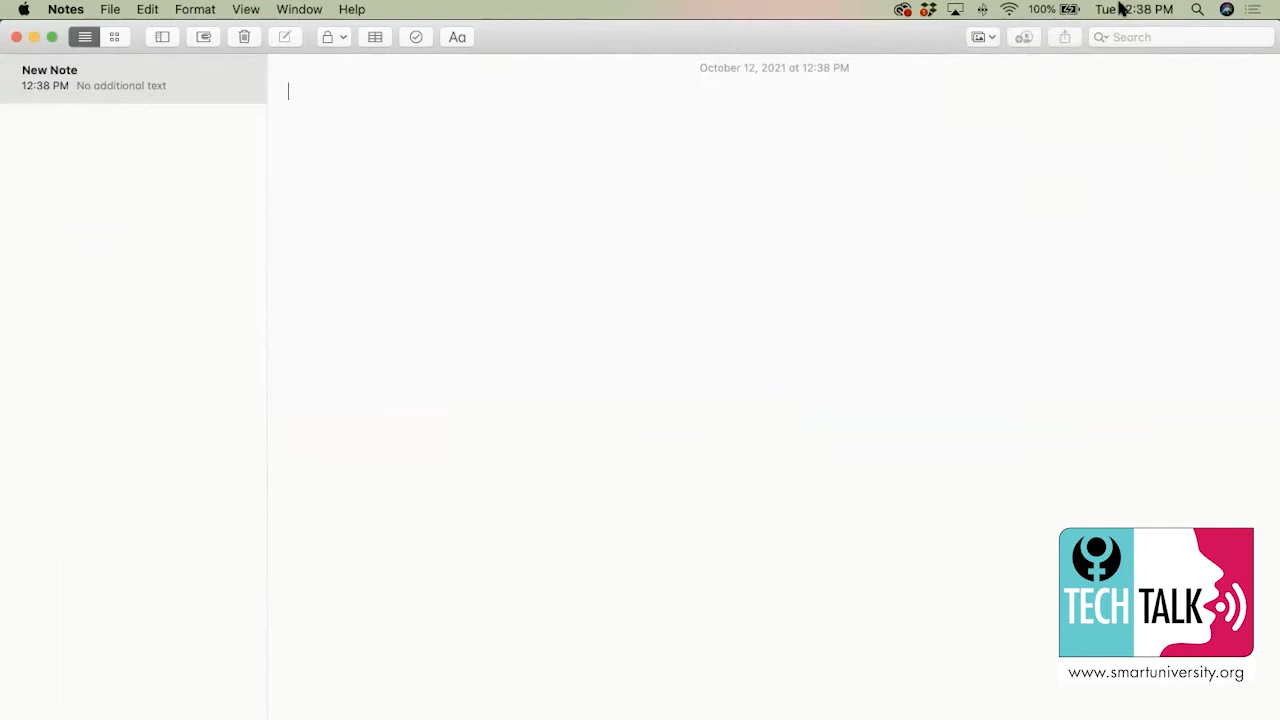 Notes File Edit Format View Window Help 100% Tue 12:38 PM
Aa Search
New Note
12:38 PM No additional text
October 12, 2021 at 12:38 PM
TECH TALK
www.smartuniversity.org